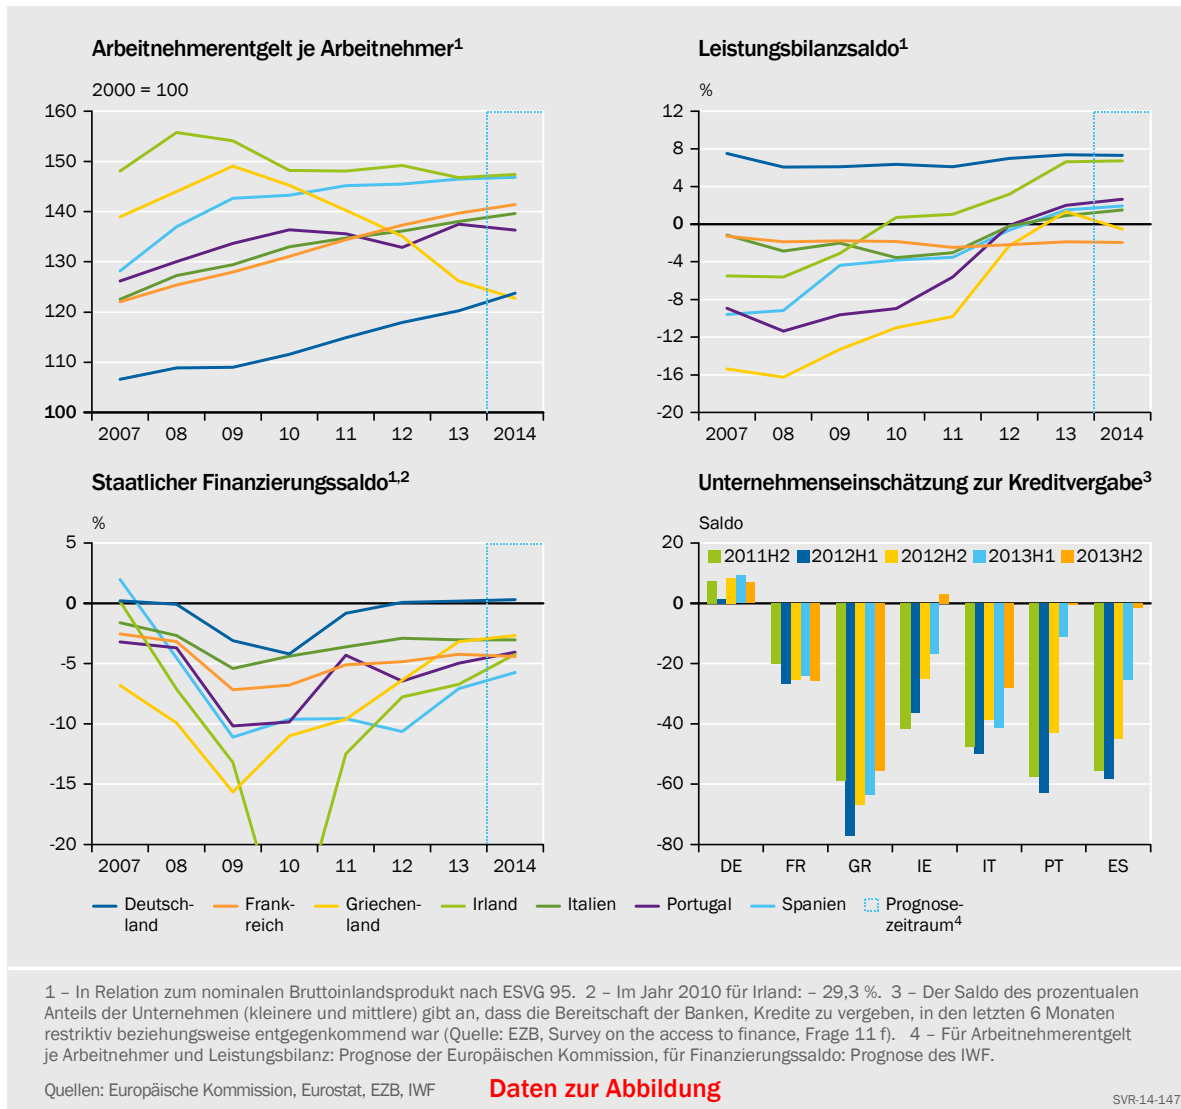 Arbeitnehmerentgelt je Arbeitnehmer1
2000 = 100
160
150
140
130
120
110
100
2007 08 09 10 11 12 13 2014
Leistungsbilanzsaldo1
%
12
8
4
0
-4
-8
-12
-16
-20
2007 08 09 10 11 12 13 2014
Staatlicher Finanzierungssaldo1,2
%
5
0
-5
-10
-15
-20
2007 08 09 10 11 12 13 2014
Unternehmenseinschätzung zur Kreditvergabe3
Saldo
20
0
-20
-40
-60
-80
2011H2 2012H1 2012H2 2013H1 2013H2
DE FR GR IE IT PT ES
Deutsch-
land
Frank-
reich
Griechen-
land
Irland
Italien
Portugal
Spanien
Prognose-
zeitraum4
1 – In Relation zum nominalen Bruttoinlandsprodukt nach ESVG 95. 2 – Im Jahr 2010 für Irland: – 29,3 %. 3 – Der Saldo des prozentualen
Anteils der Unternehmen (kleinere und mittlere) gibt an, dass die Bereitschaft der Banken, Kredite zu vergeben, in den letzten 6 Monaten
restriktiv beziehungsweise entgegenkommend war (Quelle: EZB, Survey on the access to finance, Frage 11 f). 4 – Für Arbeitnehmerentgelt
je Arbeitnehmer und Leistungsbilanz: Prognose der Europäischen Kommission, für Finanzierungssaldo: Prognose des IWF.
Quellen: Europäische Kommission, Eurostat, EZB, IWF
Daten zur Abbildung
SVR-14-147